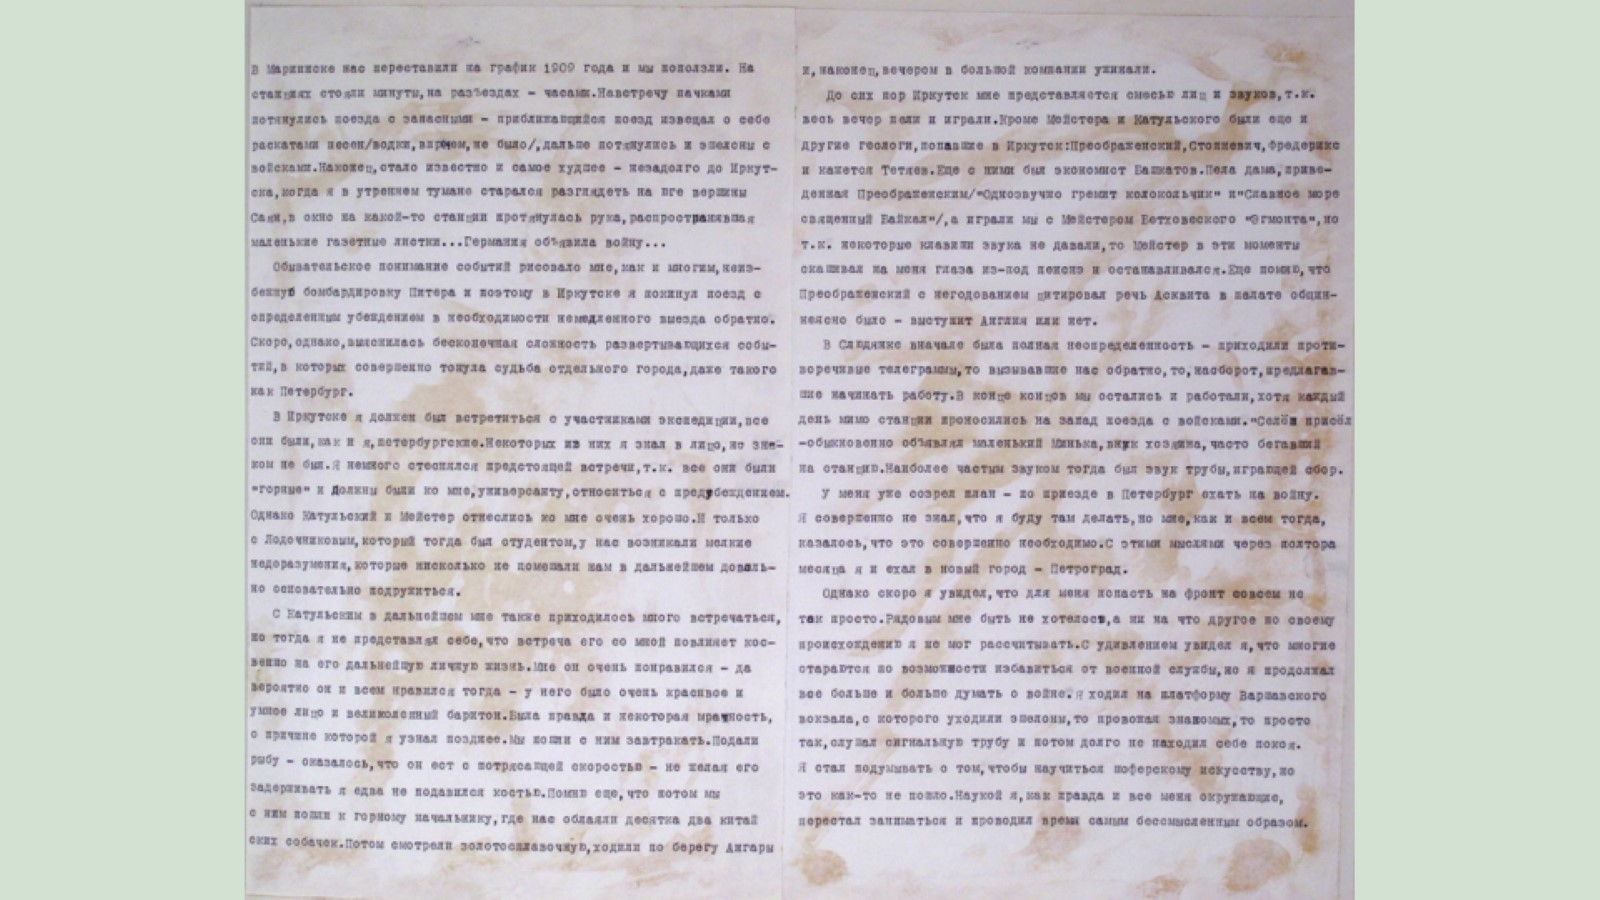 В Мариинске нас переставили на график 1909 года и мы поползли. На
станциях стояли минуты,на разъездах - часами.Навстречу пачками
потянулись поезда с запасными - приближающийся поезд извещал о себе
раскатами песен/водки,впрочем,не было/,дальше потянулись и эшелоны с
войсками.Наконец,стало известно и самое худшее - незадолго до Иркут-
ска,когда я в утреннем тумане старался разглядеть на юге вершины
Саян,в окно на какой-то станции протянулась рука,распространявшая
маленькие газетные листки...Германия объявила войну...
Обывательское понимание событий рисовало мне,как и многим,неиз-
бежную бомбардировку Питера и поэтому в Иркутске я покинул поезд с
определенным убеждением в необходимости немедленного выезда обратно.
Скоро,однако,выяснилась бесконечная сложность развертывающихся собы-
тий,в которых совершенно тонула судьба отдельного города,даже такого
как Петербург.
В Иркутске я должен был встретиться с участниками экспедиции,все
они были,как и я,петербургские.Некоторых из них я знал в лицо,но зна-
ком не был.Я немного стеснялся предстоящей встречи,т.к. все они были
"горные" и должны были ко мне,универсанту,относиться с предубеждением.
Однако Катульский и Мейстер отнеслись ко мне очень хорошо.И только
с Лодочниковым,который тогда был студентом,у нас возникали мелкие
недоразумения,которые нисколько не помешали нам в дальнейшем доволь-
но основательно подружиться.
С Катульским в дальнейшем мне также приходилось много встречаться,
но тогда я не представлял себе,что встреча его со мной повлияет кос-
венно на его дальнейшую личную жизнь.Мне он очень понравился - да
вероятно он и всем нравился тогда - у него было очень красивое и
умное лицо и великолепный баритон.Была правда и некоторая мрачность,
о причине которой я узнал позднее.Мы пошли с ним завтракать.Подали
рыбу - оказалось,что он ест с потрясающей скоростью - не желая его
задерживать я едва не подавился костью.Помню еще,что потом мы
с ним пошли к горному начальнику,где нас облаяли десятка два китай
ских собачек.Потом смотрели золотосплавочную,ходили по берегу Ангары
и,наконец,вечером в большой компании ужинали.
До сих пор Иркутск мне представляется смесью лиц и звуков,т.к.
весь вечер пели и играли.Кроме Мейстера и Катульского были еще и
другие геологи,попавшие в Иркутск:Преображенский,Стопневич,Фредерикс
и кажется Тетяев.Еще с ними был экономист Башкатов.Пела дама,приве-
денная Преображенским/"Однозвучно гремит колокольчик" и"Славное море
священный Байкал"/,а играли мы с Мейстером Бетховеского "Эгмонта",но
т.к. некоторые клавиши звука не давали,то Мейстер в эти моменты
скашивал на меня глаза из-под пенснэ и останавливался.Еще помню,что
Преображенский с негодованием цитировал речь Асквита в палате общин-
неясно было - выступит Англия или нет.
В Слюдянке вначале была полная неопределенность - приходили проти-
воречивые телеграммы,то вызывавшие нас обратно,то,наоборот,предлагав-
шие начинать работу.В конце концов мы остались и работали,хотя каждый
день мимо станции проносились на запад поезда с войсками."Селён присёл
-обыкновенно объявлял маленький Минька,внук хозяина,часто бегавший
на станцию.Наиболее частым звуком тогда был звук трубы,играющей сбор.
У меня уже созрел план - по приезде в Петербург ехать на войну.
Я совершенно не знал,что я буду там делать,но мне,как и всем тогда,
казалось,что это совершенно необходимо.С этими мыслями через полтора
месяца я и ехал в новый город - Петроград.
Однако скоро я увидел,что для меня попасть на фронт совсем не
так просто.Рядовым мне быть не хотелось,а ни на что другое по своему
происхождению я не мог рассчитывать.С удивлением увидел я,что многие
стараются по возможности избавиться от военной службы,но я продолжал
все больше и больше думать о войне.Я ходил на платформу Варшавского
вокзала,с которого уходили эшелоны,то провожая знакомых,то просто
так,слушал сигнальную трубу и потом долго не находил себе покоя.
Я стал подумывать о том,чтобы научиться шоферскому искусству,но
это как-то не пошло.Наукой я,как правда и все меня окружающие,
перестал заниматься и проводил время самым бессмысленным образом.